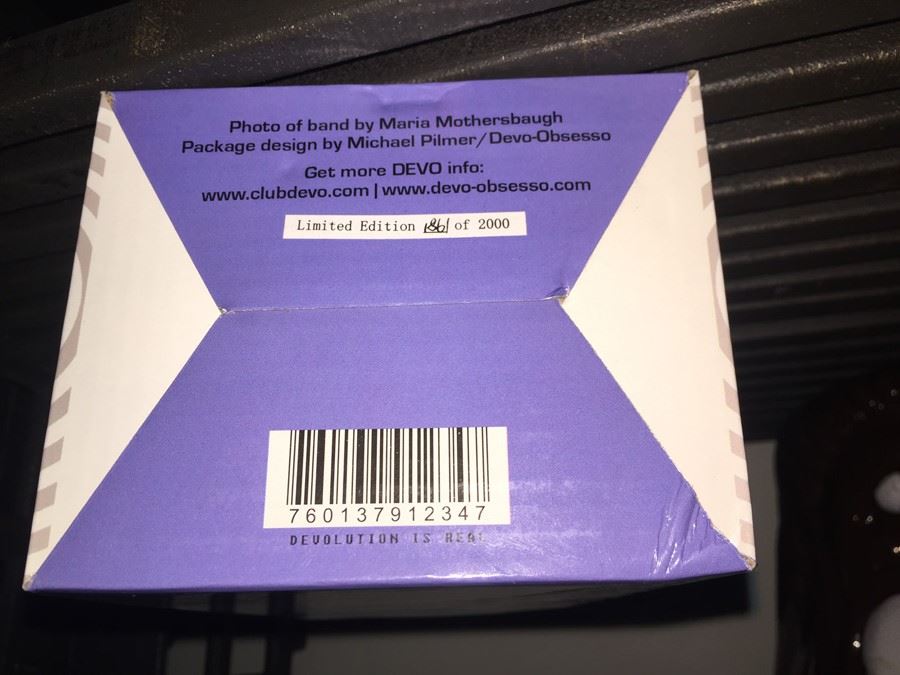 Photo of band by Maria Mothersbaugh
Package design by Michael Pilmer/Devo-Obsesso
Get more DEVO info:
www.clubdevo.com | www.devo-obsesso.com
Limited Edition of 2000
760137912347
DEVOLUTION IS REAL